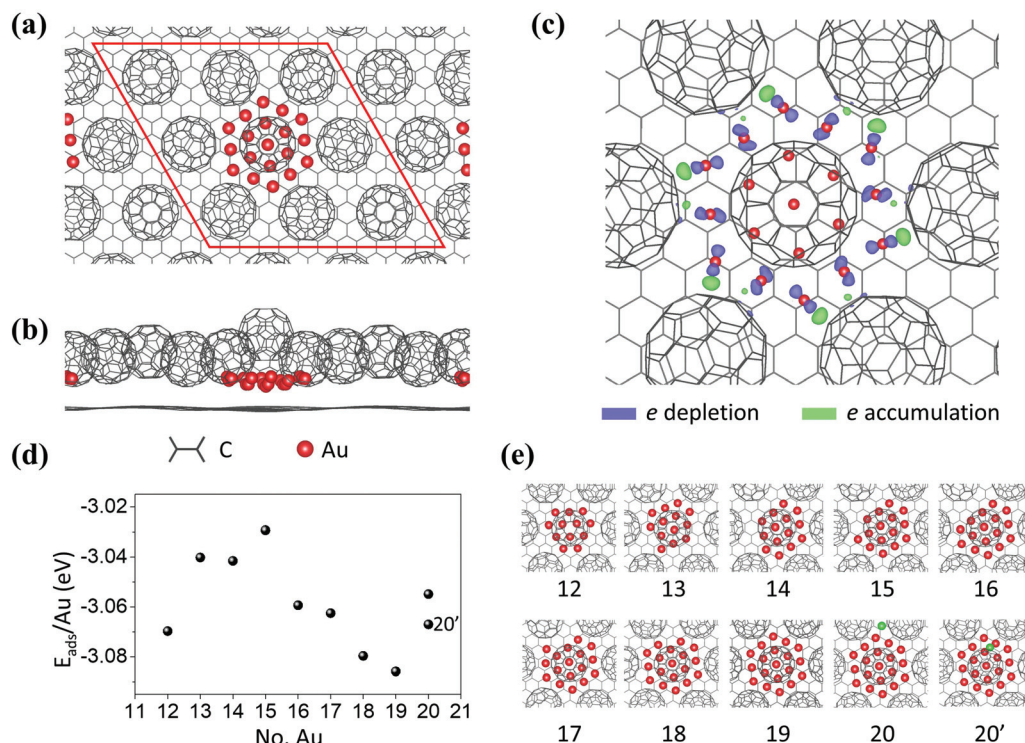 (a)
(b)
C
Au
(c)
e depletion
e accumulation
(d)
E_ads/Au (eV)
-3.02
-3.04
-3.06
-3.08
20'
11 12 13 14 15 16 17 18 19 20 21
No. Au
(e)
12 13 14 15 16
17 18 19 20 20'